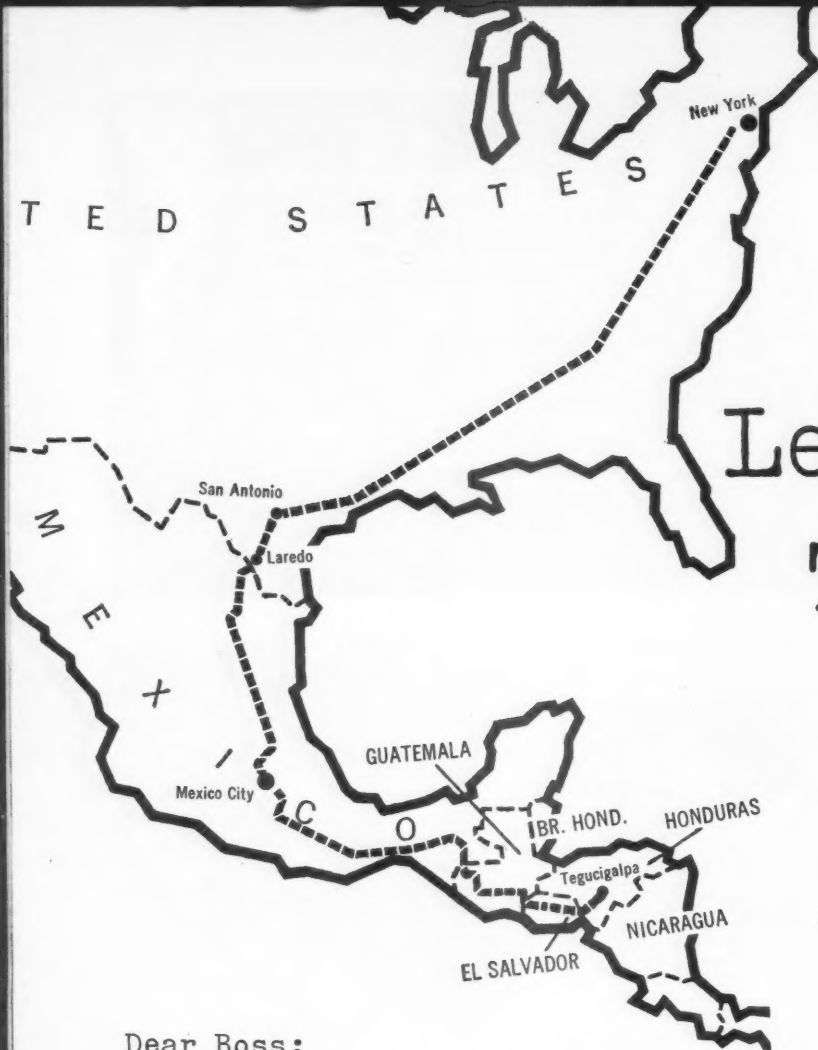 New York
TED STATES
Le
San Antonio
Laredo
MEXICO
GUATEMALA
Mexico City
BR. HOND.
HONDURAS
Tegucigalpa
NICARAGUA
EL SALVADOR
Dear Boss: